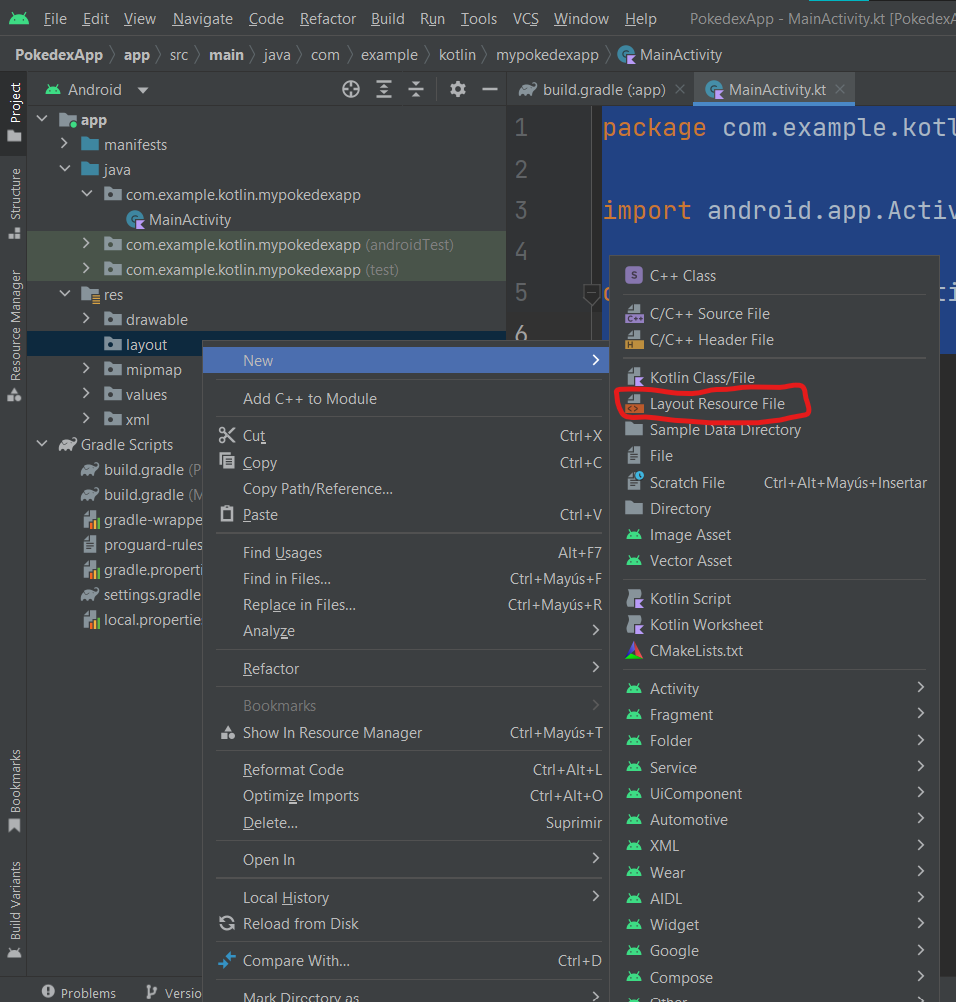 File Edit View Navigate Code Refactor Build Run Tools VCS Window Help PokedexApp - MainActivity.kt [PokedexA
PokedexApp app src main java com example kotlin mypokedexapp MainActivity
Project
Structure
Resource Manager
Bookmarks
Build Variants
Android
app
manifests
java
com.example.kotlin.mypokedexapp
MainActivity
com.example.kotlin.mypokedexapp (androidTest)
com.example.kotlin.mypokedexapp (test)
res
drawable
layout
mipmap
values
xml
Gradle Scripts
build.gradle (P
build.gradle (M
gradle-wrappe
proguard-rules
gradle.properti
settings.gradle
local.propertie
build.gradle (:app) MainActivity.kt
1 package com.example.kotl
2
3 import android.app.Activ
4
5
6
New
Add C++ to Module
Cut Ctrl+X
Copy Ctrl+C
Copy Path/Reference...
Paste Ctrl+V
Find Usages Alt+F7
Find in Files... Ctrl+Mayús+F
Replace in Files... Ctrl+Mayús+R
Analyze
Refactor
Bookmarks
Show In Resource Manager Ctrl+Mayús+T
Reformat Code Ctrl+Alt+L
Optimize Imports Ctrl+Alt+O
Delete... Suprimir
Open In
Local History
Reload from Disk
Compare With... Ctrl+D
Mark Directory as
C++ Class
C/C++ Source File
C/C++ Header File
Kotlin Class/File
Layout Resource File
Sample Data Directory
File
Scratch File Ctrl+Alt+Mayús+Insertar
Directory
Image Asset
Vector Asset
Kotlin Script
Kotlin Worksheet
CMakeLists.txt
Activity
Fragment
Folder
Service
UiComponent
Automotive
XML
Wear
AIDL
Widget
Google
Compose
Other
Problems Versio